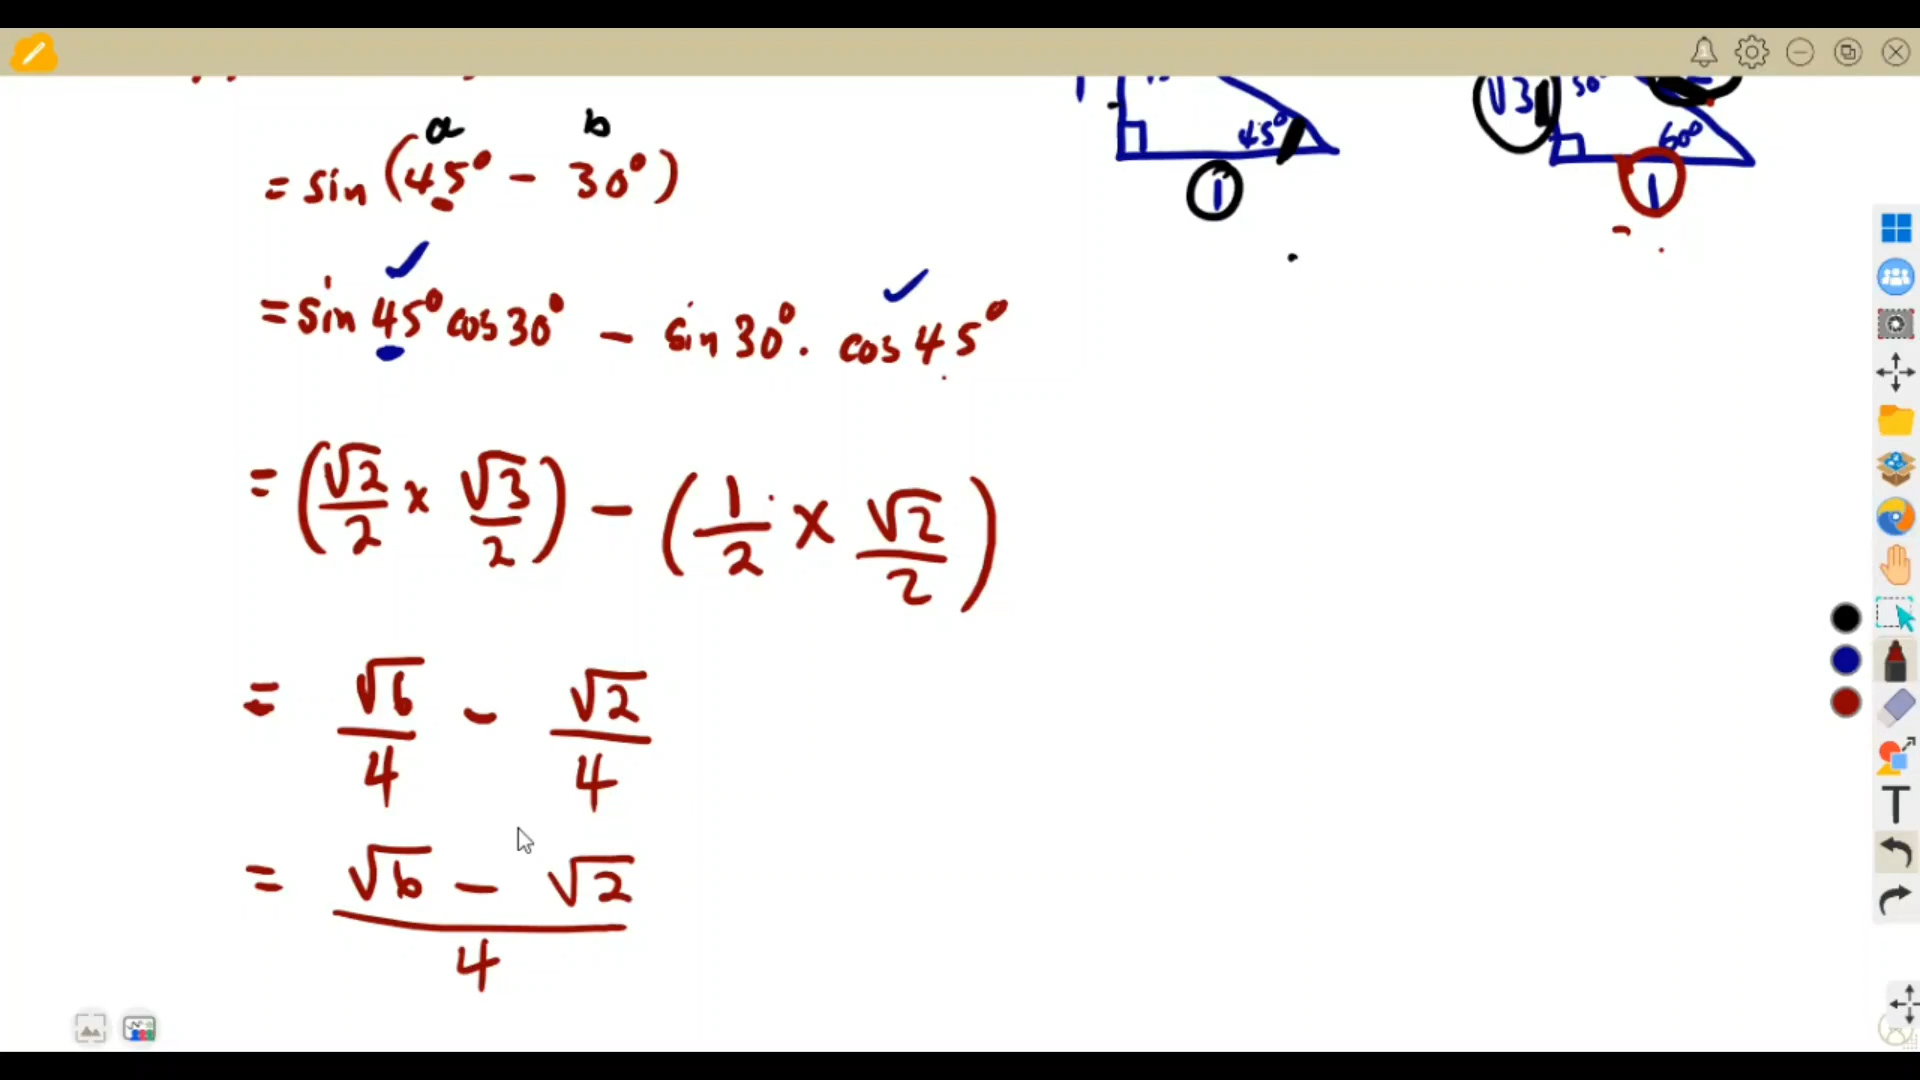 a b
= sin (45° - 30°)
= sin 45° cos 30° - sin 30° . cos 45°
= (√2/2 x √3/2) - (1/2 x √2/2)
= √6/4 - √2/4
= √6 - √2
4
1 45°
1
√3 30°
60°
1
T